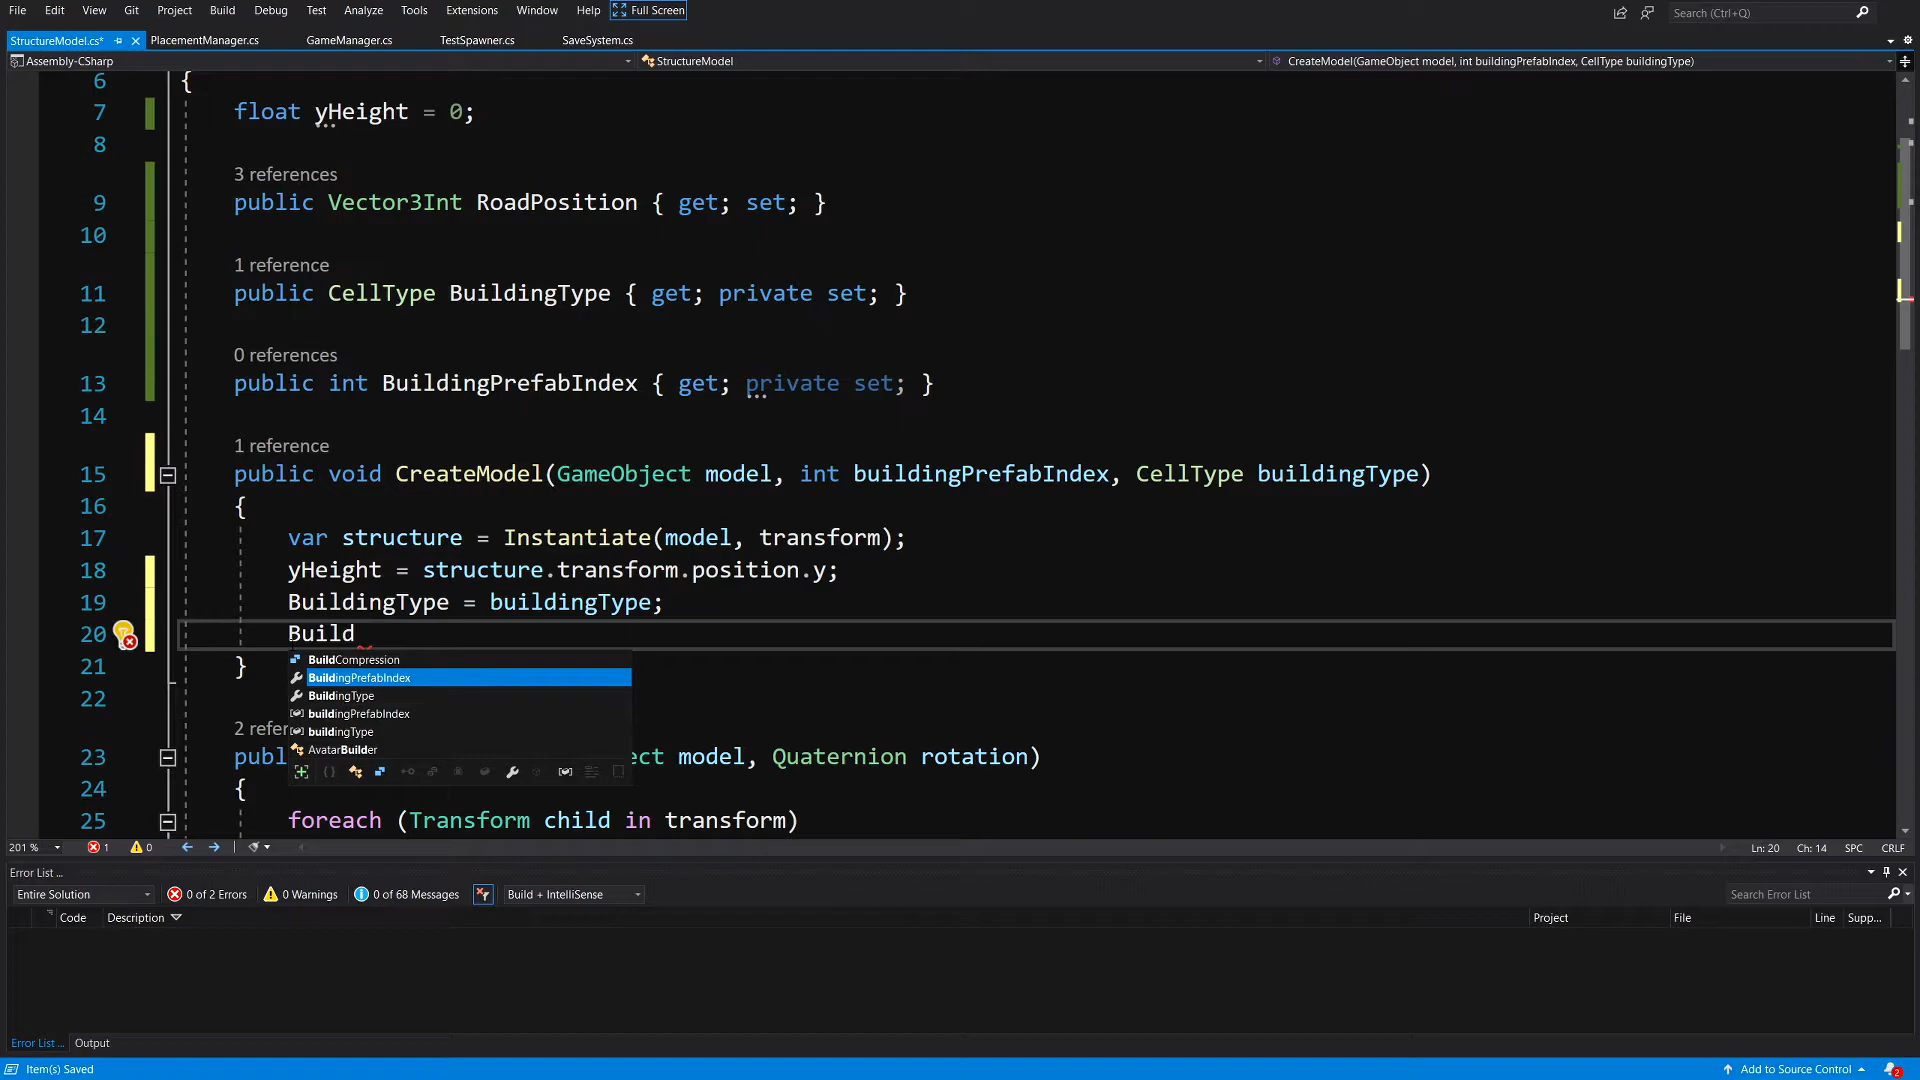 File Edit View Git Project Build Debug Test Analyze Tools Extensions Window Help Full Screen Search (Ctrl+Q)
StructureModel.cs* PlacementManager.cs GameManager.cs TestSpawner.cs SaveSystem.cs
Assembly-CSharp StructureModel CreateModel(GameObject model, int buildingPrefabIndex, CellType buildingType)
6 {
7 float yHeight = 0;
8
3 references
9 public Vector3Int RoadPosition { get; set; }
10
1 reference
11 public CellType BuildingType { get; private set; }
12
0 references
13 public int BuildingPrefabIndex { get; private set; }
14
1 reference
15 public void CreateModel(GameObject model, int buildingPrefabIndex, CellType buildingType)
16 {
17 var structure = Instantiate(model, transform);
18 yHeight = structure.transform.position.y;
19 BuildingType = buildingType;
20 Build
BuildCompression
21 }
BuildingPrefabIndex
BuildingType
22
buildingPrefabIndex
2 refer
buildingType
AvatarBuilder
23 publ ect model, Quaternion rotation)
24 {
25 foreach (Transform child in transform)
201 % 1 0 Ln: 20 Ch: 14 SPC CRLF
Error List ...
Entire Solution 0 of 2 Errors 0 Warnings 0 of 68 Messages Build + IntelliSense Search Error List
Code Description Project File Line Supp...
Error List ... Output
Item(s) Saved Add to Source Control 2